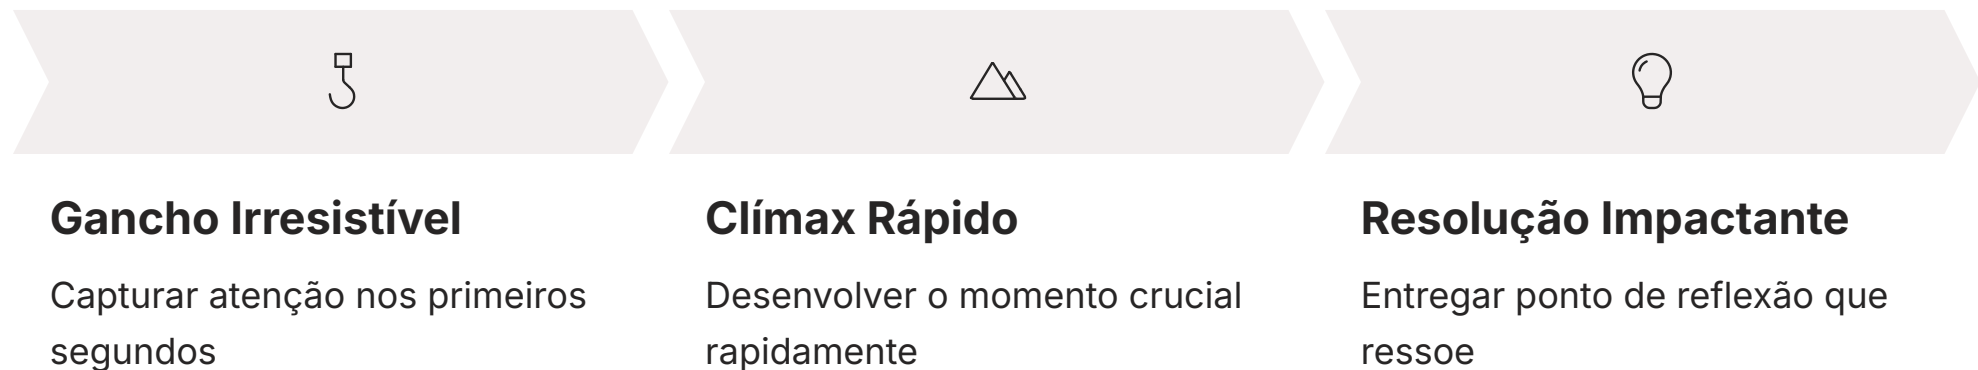 Gancho Irresistível
Capturar atenção nos primeiros
segundos
Clímax Rápido
Desenvolver o momento crucial
rapidamente
Resolução Impactante
Entregar ponto de reflexão que
ressoe